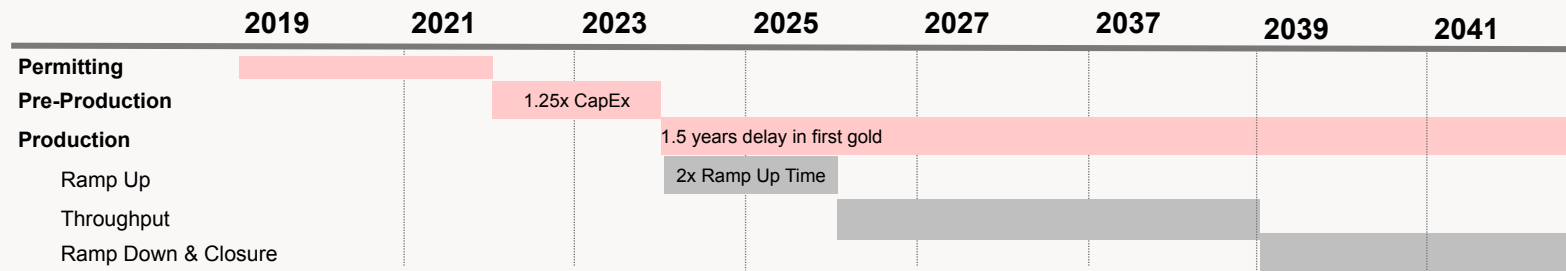 2019 2021 2023 2025 2027 2037 2039 2041
Permitting
Pre-Production 1.25x CapEx
Production 1.5 years delay in first gold
Ramp Up 2x Ramp Up Time
Throughput
Ramp Down & Closure